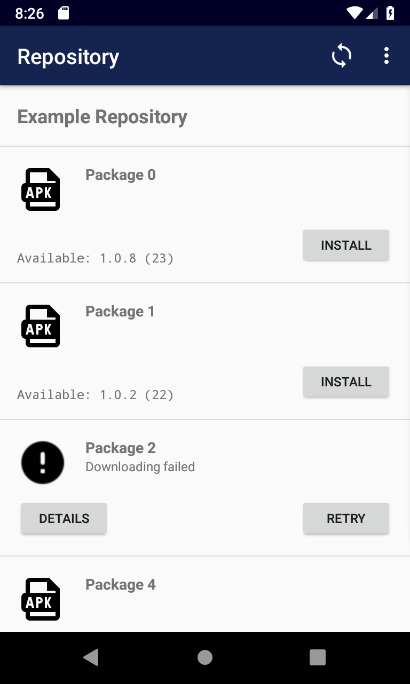 8:26
Repository
Example Repository
APK
Package 0
INSTALL
Available: 1.0.8 (23)
APK
Package 1
INSTALL
Available: 1.0.2 (22)
Package 2
Downloading failed
DETAILS
RETRY
APK
Package 4